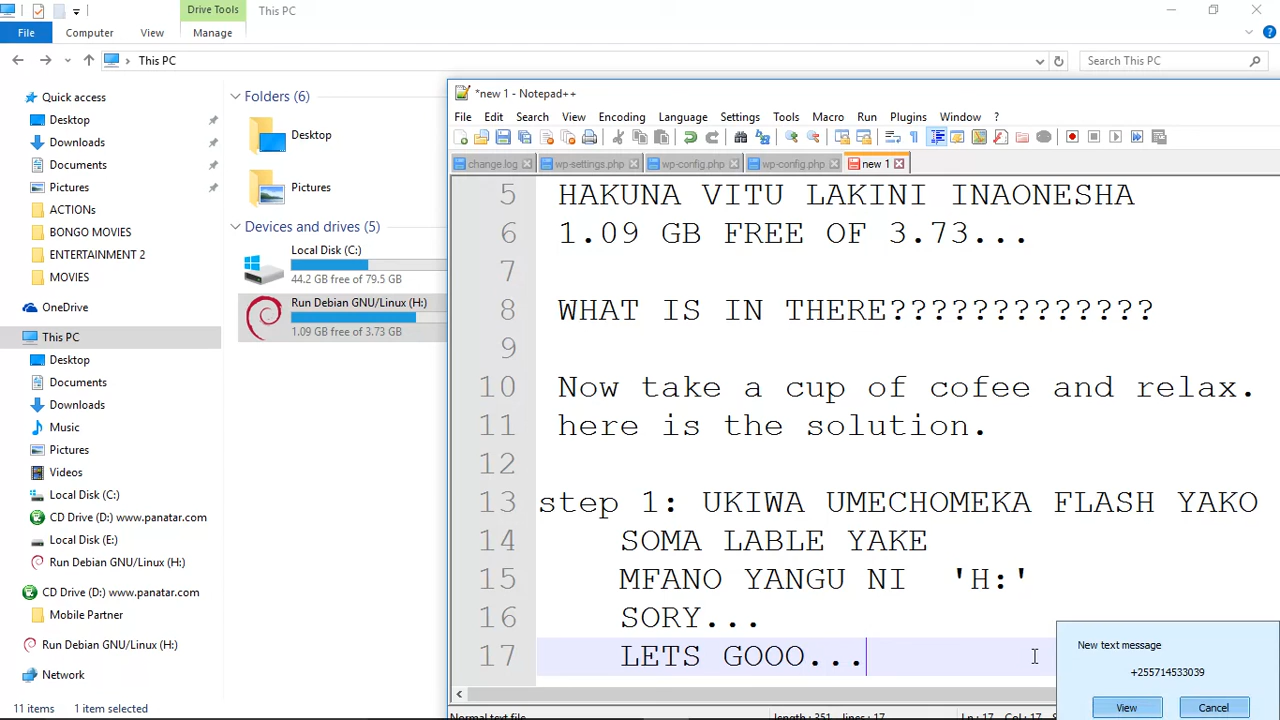 Drive Tools
This PC
File
Computer
View
Manage
This PC
Search This PC
Quick access
Desktop
Downloads
Documents
Pictures
ACTIONs
BONGO MOVIES
ENTERTAINMENT 2
MOVIES
OneDrive
This PC
Desktop
Documents
Downloads
Music
Pictures
Videos
Local Disk (C:)
CD Drive (D:) www.panatar.com
Local Disk (E:)
Run Debian GNU/Linux (H:)
CD Drive (D:) www.panatar.com
Mobile Partner
Run Debian GNU/Linux (H:)
Network
11 items
1 item selected
Folders (6)
Desktop
Pictures
Devices and drives (5)
Local Disk (C:)
44.2 GB free of 79.5 GB
Run Debian GNU/Linux (H:)
1.09 GB free of 3.73 GB
*new 1 - Notepad++
File Edit Search View Encoding Language Settings Tools Macro Run Plugins Window ?
change.log
wp-settings.php
wp-config.php
wp-config.php
new 1
5 HAKUNA VITU LAKINI INAONESHA
6 1.09 GB FREE OF 3.73...
7
8 WHAT IS IN THERE?????????????
9
10 Now take a cup of cofee and relax.
11 here is the solution.
12
13 step 1: UKIWA UMECHOMEKA FLASH YAKO
14 SOMA LABLE YAKE
15 MFANO YANGU NI 'H:'
16 SORY...
17 LETS GOOO...
Normal text file
length : 351 lines : 17
Ln : 17 Col : 17
New text message
+255714533039
View
Cancel